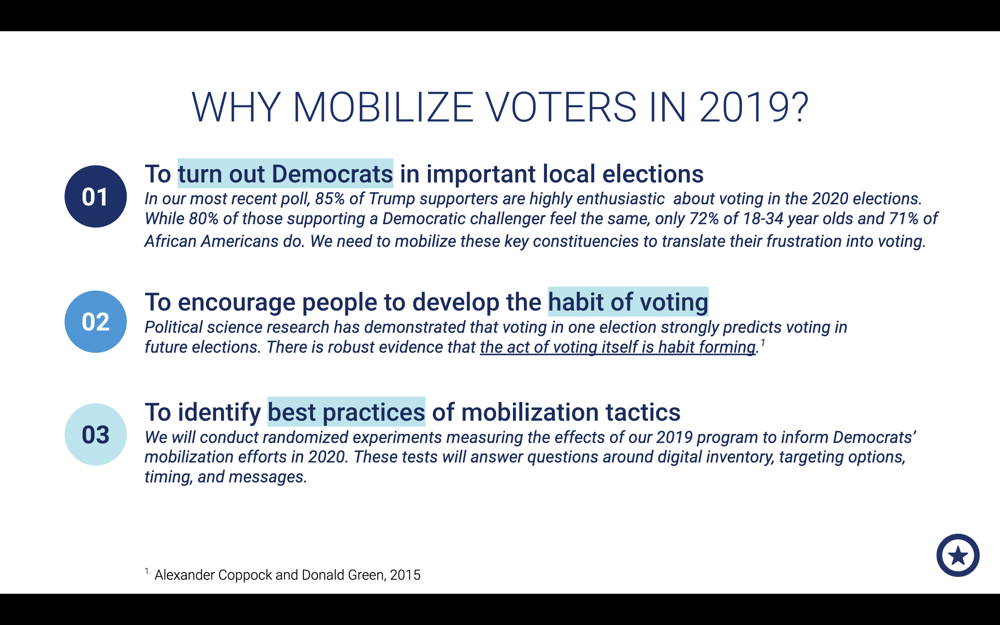 WHY MOBILIZE VOTERS IN 2019?
01
To turn out Democrats in important local elections
In our most recent poll, 85% of Trump supporters are highly enthusiastic  about voting in the 2020 elections.
While 80% of those supporting a Democratic challenger feel the same, only 72% of 18-34 year olds and 71% of
African Americans do. We need to mobilize these key constituencies to translate their frustration into voting.
02
To encourage people to develop the habit of voting
Political science research has demonstrated that voting in one election strongly predicts voting in
future elections. There is robust evidence that the act of voting itself is habit forming.1
03
To identify best practices of mobilization tactics
We will conduct randomized experiments measuring the effects of our 2019 program to inform Democrats’
mobilization efforts in 2020. These tests will answer questions around digital inventory, targeting options,
timing, and messages.
1. Alexander Coppock and Donald Green, 2015